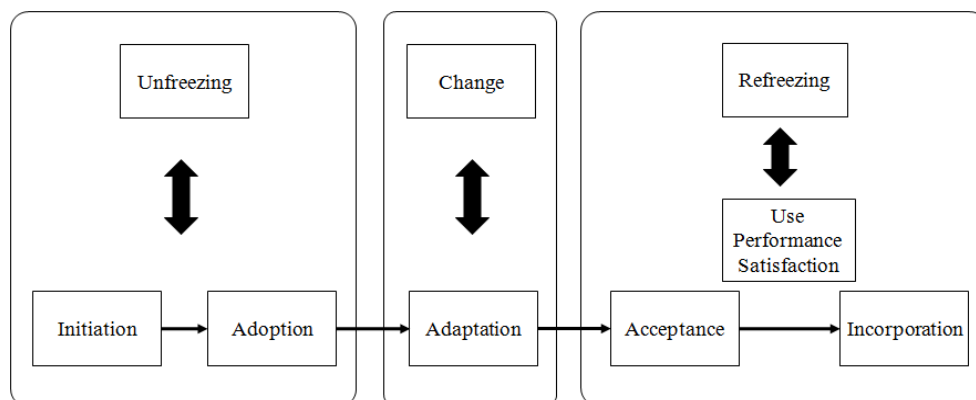 Unfreezing
Change
Refreezing
Use
Performance
Satisfaction
Initiation
Adoption
Adaptation
Acceptance
Incorporation